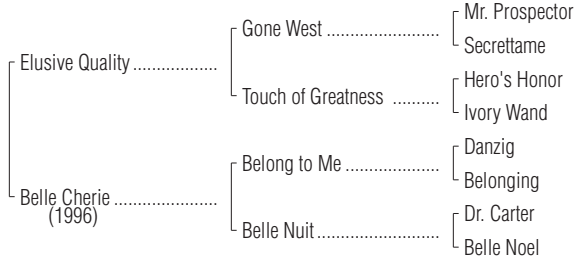 Mr. Prospector
Gone West ........................
Secrettame
Elusive Quality ..................
Hero's Honor
Touch of Greatness ..........
Ivory Wand
Danzig
Belong to Me ....................
Belonging
Belle Cherie ......................
(1996)
Dr. Carter
Belle Nuit ..........................
Belle Noel